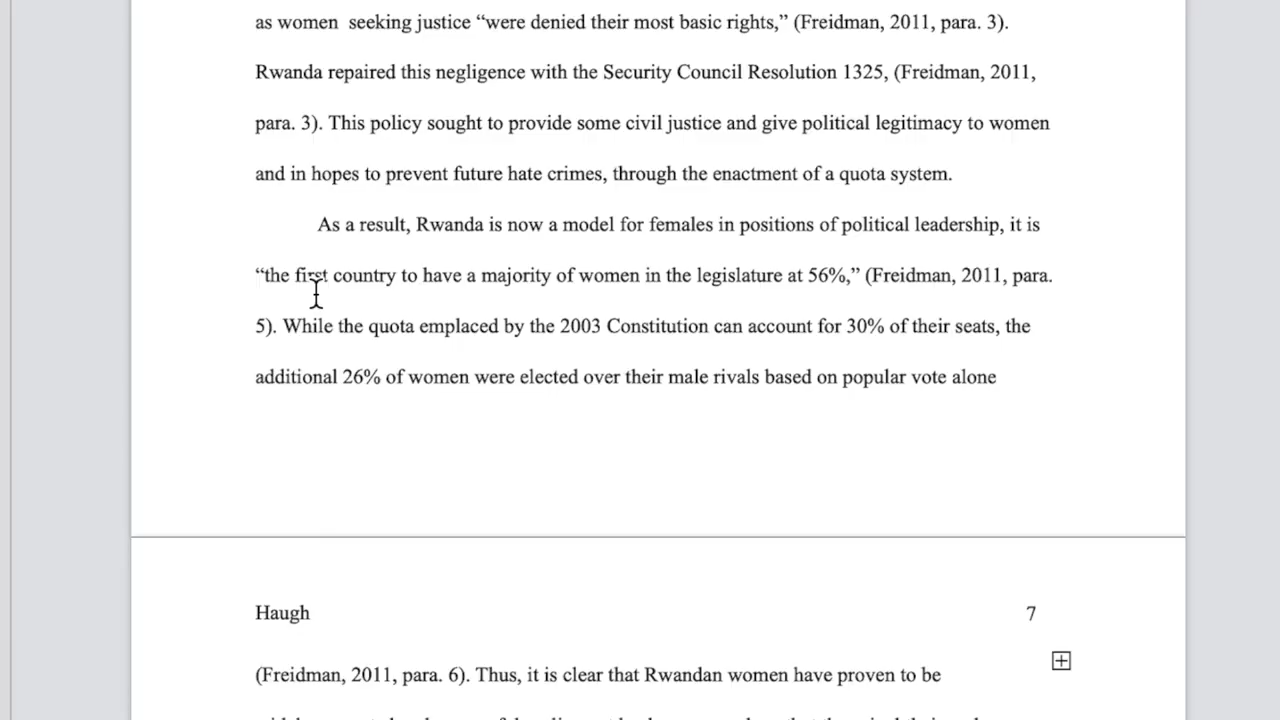 as women  seeking justice “were denied their most basic rights,” (Freidman, 2011, para. 3).
Rwanda repaired this negligence with the Security Council Resolution 1325, (Freidman, 2011,
para. 3). This policy sought to provide some civil justice and give political legitimacy to women
and in hopes to prevent future hate crimes, through the enactment of a quota system.
As a result, Rwanda is now a model for females in positions of political leadership, it is
“the first country to have a majority of women in the legislature at 56%,” (Freidman, 2011, para.
5). While the quota emplaced by the 2003 Constitution can account for 30% of their seats, the
additional 26% of women were elected over their male rivals based on popular vote alone
Haugh 7
(Freidman, 2011, para. 6). Thus, it is clear that Rwandan women have proven to be